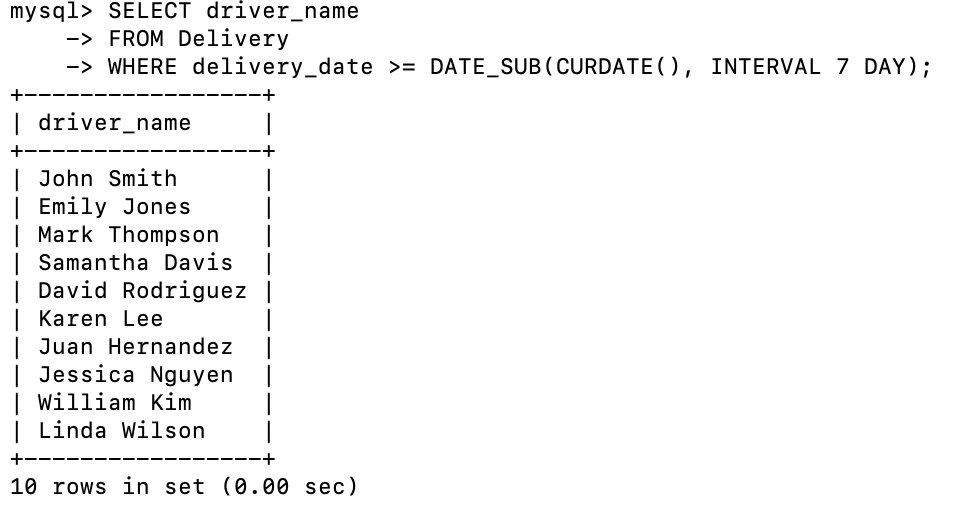 mysql> SELECT driver_name
    -> FROM Delivery
    -> WHERE delivery_date >= DATE_SUB(CURDATE(), INTERVAL 7 DAY);
+-----------------+
| driver_name     |
+-----------------+
| John Smith      |
| Emily Jones     |
| Mark Thompson   |
| Samantha Davis  |
| David Rodriguez |
| Karen Lee       |
| Juan Hernandez  |
| Jessica Nguyen  |
| William Kim     |
| Linda Wilson    |
+-----------------+
10 rows in set (0.00 sec)